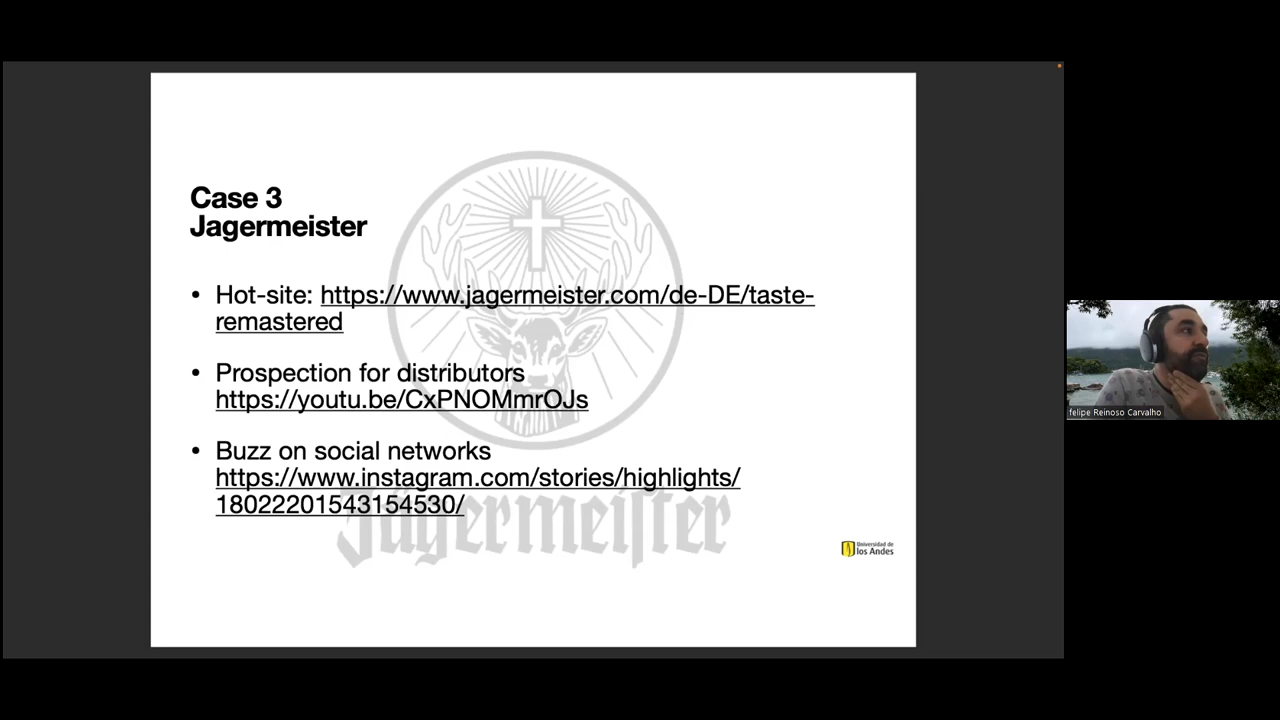 Case 3
Jagermeister
• Hot-site: https://www.jagermeister.com/de-DE/taste-
remastered
• Prospection for distributors
https://youtu.be/CxPNOMmrOJs
• Buzz on social networks
https://www.instagram.com/stories/highlights/
18022201543154530/
Jägermeiſter
Universidad de
los Andes
felipe Reinoso Carvalho